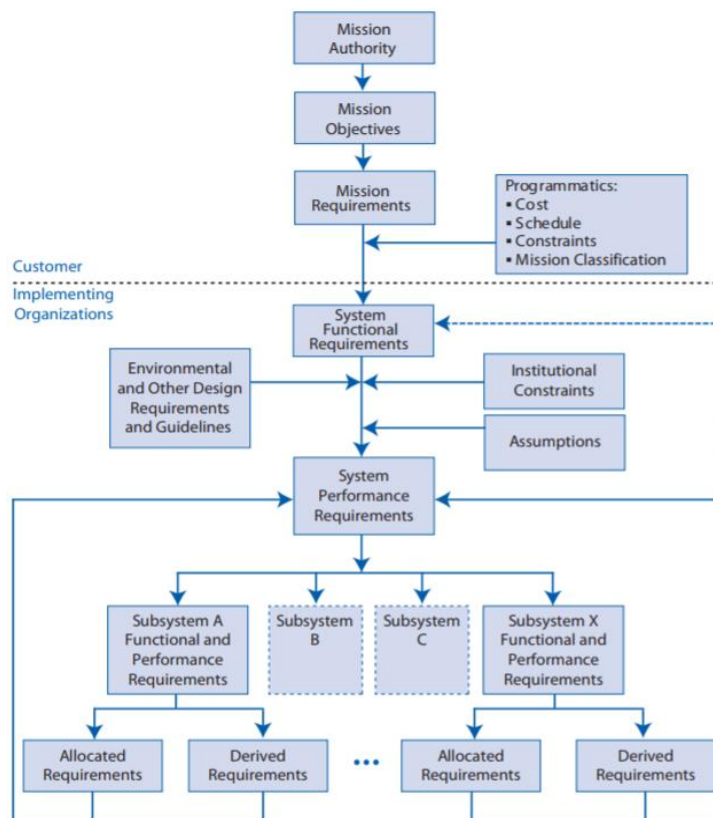 Mission
Authority
Mission
Objectives
Mission
Requirements
Programmatics:
▪ Cost
▪ Schedule
▪ Constraints
▪ Mission Classification
Customer
Implementing
Organizations
System
Functional
Requirements
Environmental
and Other Design
Requirements
and Guidelines
Institutional
Constraints
Assumptions
System
Performance
Requirements
Subsystem A
Functional and
Performance
Requirements
Subsystem
B
Subsystem
C
Subsystem X
Functional and
Performance
Requirements
Allocated
Requirements
Derived
Requirements
•••
Allocated
Requirements
Derived
Requirements